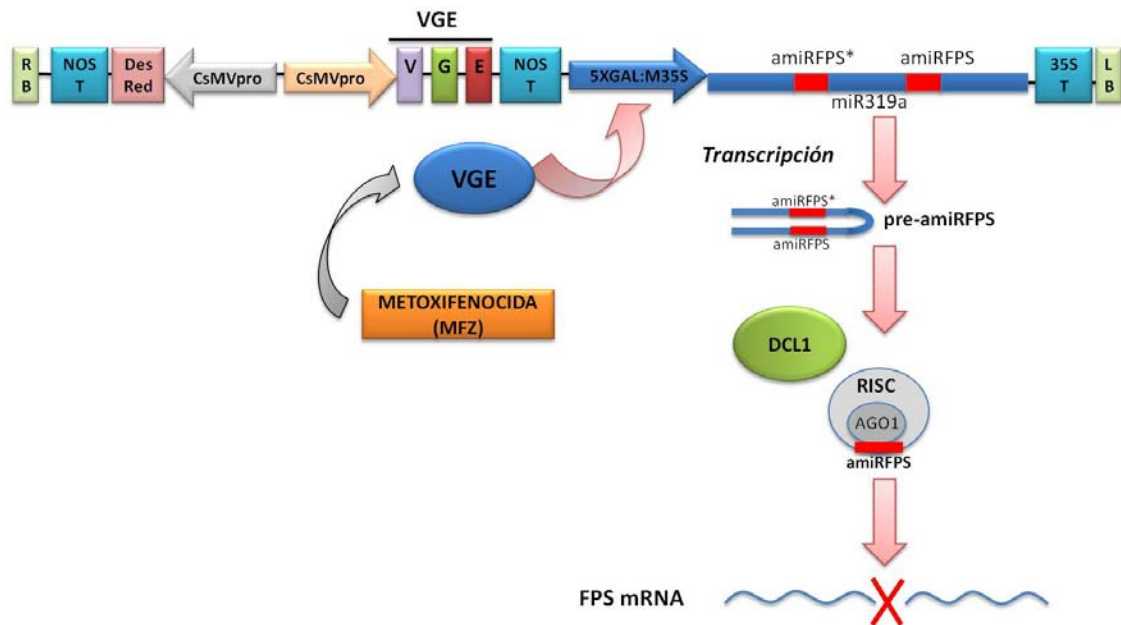 VGE
R
B
NOS
T
Des
Red
CsMVpro
CsMVpro
V
G
E
NOS
T
5XGAL:M35S
amiRFPS*
amiRFPS
miR319a
35S
T
L
B
VGE
Transcripción
amiRFPS*
amiRFPS
pre-amiRFPS
METOXIFENOCIDA
(MFZ)
DCL1
RISC
AGO1
amiRFPS
FPS mRNA